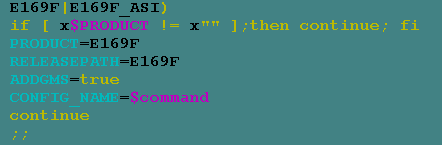 E169F|E169F_ASI)
if [ x$PRODUCT != x"" ];then continue; fi
PRODUCT=E169F
RELEASEPATH=E169F
ADDGMS=true
CONFIG_NAME=$command
continue
;;